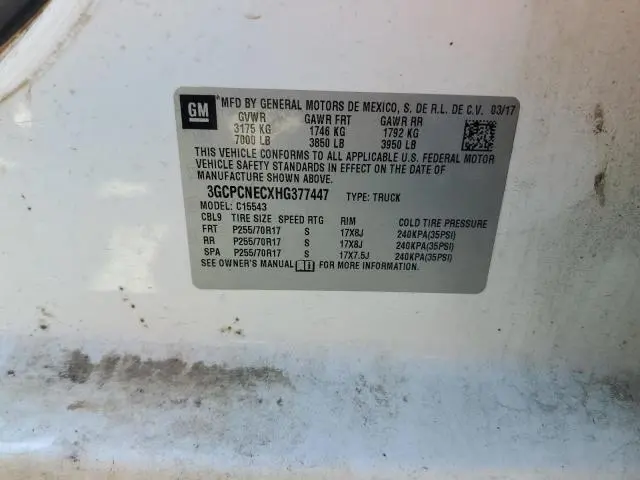 GM MFD BY GENERAL MOTORS DE MEXICO, S. DE R.L. DE C.V. 03/17
GVWR GAWR FRT GAWR RR
3175 KG 1746 KG 1792 KG
7000 LB 3850 LB 3950 LB
THIS VEHICLE CONFORMS TO ALL APPLICABLE U.S. FEDERAL MOTOR
VEHICLE SAFETY STANDARDS IN EFFECT ON THE DATE OF
MANUFACTURE SHOWN ABOVE.
3GCPCNECXHG377447 TYPE: TRUCK
MODEL: C15543
CBL9 TIRE SIZE SPEED RTG RIM COLD TIRE PRESSURE
FRT P255/70R17 S 17X8J 240KPA(35PSI)
RR P255/70R17 S 17X8J 240KPA(35PSI)
SPA P255/70R17 S 17X7.5J 240KPA(35PSI)
SEE OWNER'S MANUAL FOR MORE INFORMATION.